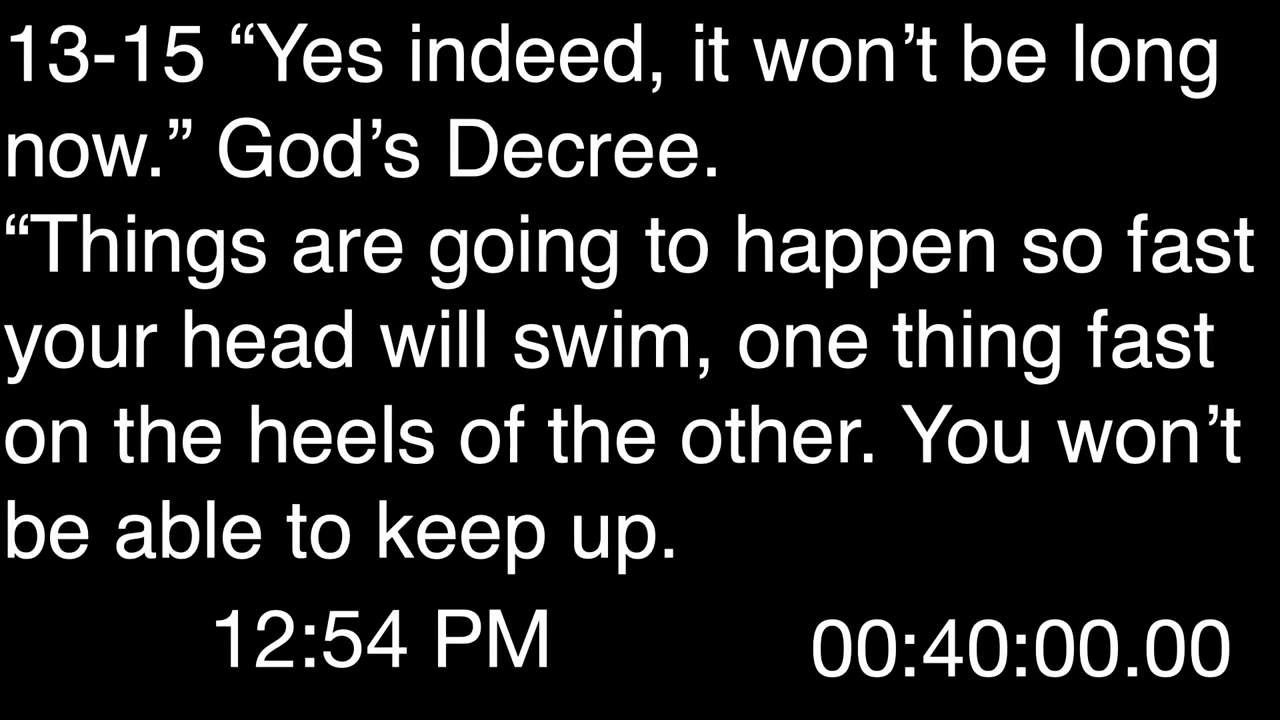 13-15 “Yes indeed, it won’t be long
now.” God’s Decree.
“Things are going to happen so fast
your head will swim, one thing fast
on the heels of the other. You won’t
be able to keep up.
12:54 PM 00:40:00.00